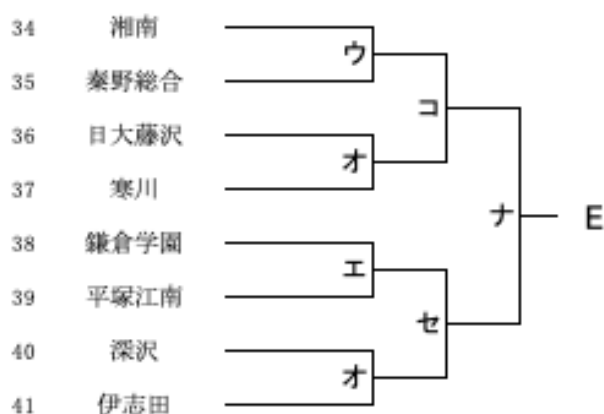 34 湘南
ウ
35 秦野総合
コ
36 日大藤沢
オ
37 寒川
ナ E
38 鎌倉学園
エ
39 平塚江南
セ
40 深沢
オ
41 伊志田